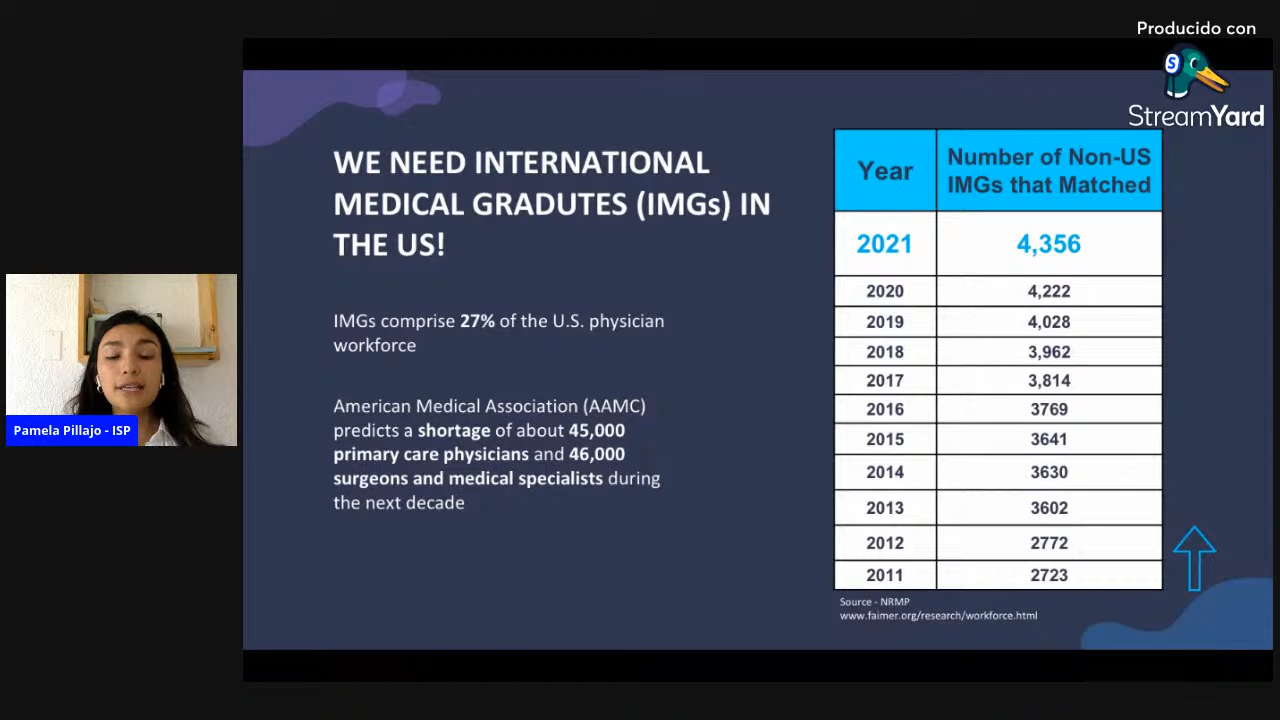 Producido con
StreamYard
WE NEED INTERNATIONAL
MEDICAL GRADUTES (IMGs) IN
THE US!
IMGs comprise 27% of the U.S. physician
workforce
American Medical Association (AAMC)
predicts a shortage of about 45,000
primary care physicians and 46,000
surgeons and medical specialists during
the next decade
Year Number of Non-US
IMGs that Matched
2021 4,356
2020 4,222
2019 4,028
2018 3,962
2017 3,814
2016 3769
2015 3641
2014 3630
2013 3602
2012 2772
2011 2723
Source - NRMP
www.faimer.org/research/workforce.html
Pamela Pillajo - ISP